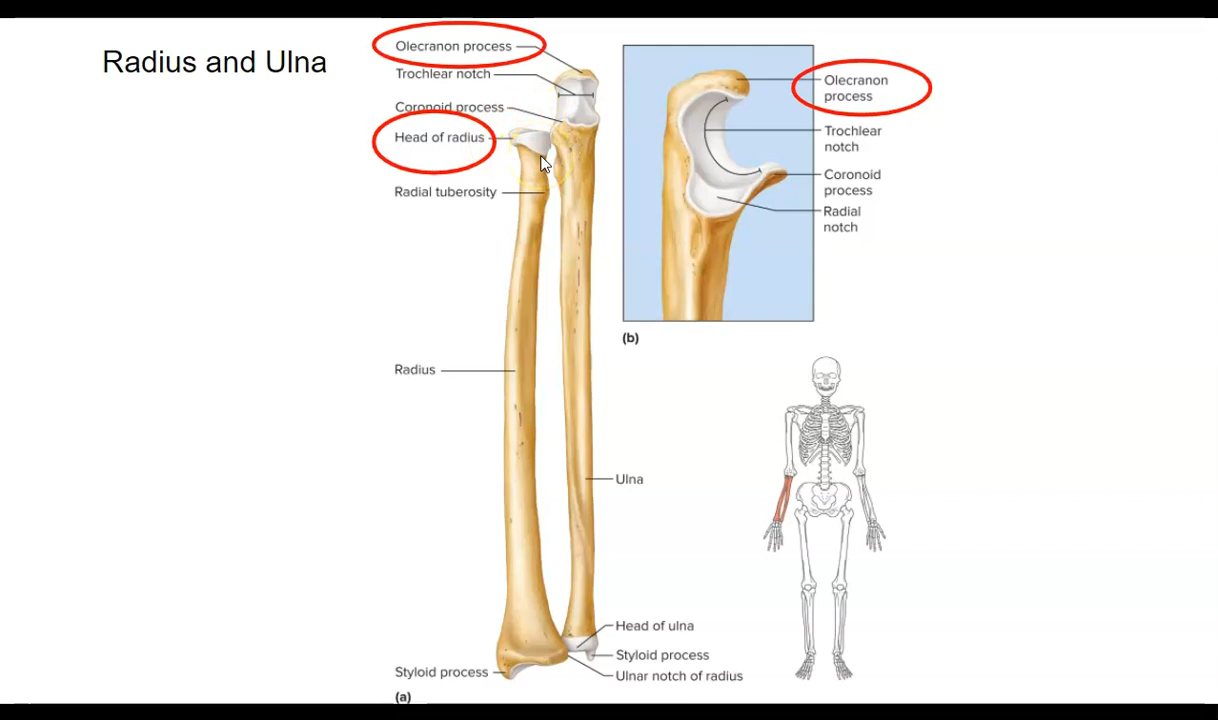 Radius and Ulna
Olecranon process
Trochlear notch
Coronoid process
Head of radius
Radial tuberosity
Radius
Ulna
Head of ulna
Styloid process
Ulnar notch of radius
Styloid process
(a)
Olecranon
process
Trochlear
notch
Coronoid
process
Radial
notch
(b)